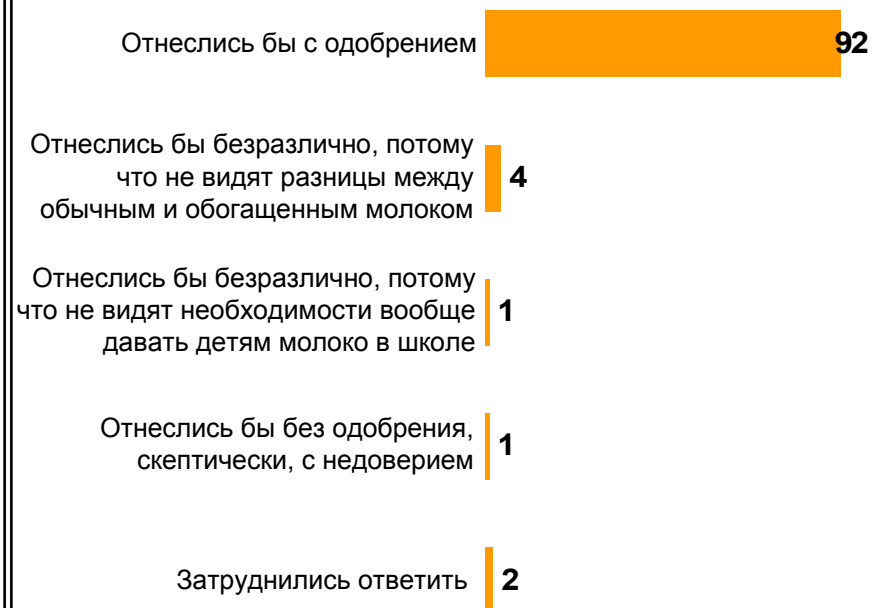 Отнеслись бы с одобрением 92
Отнеслись бы безразлично, потому
что не видят разницы между
обычным и обогащенным молоком
4
Отнеслись бы безразлично, потому
что не видят необходимости вообще
давать детям молоко в школе
1
Отнеслись бы без одобрения,
скептически, с недоверием
1
Затруднились ответить 2